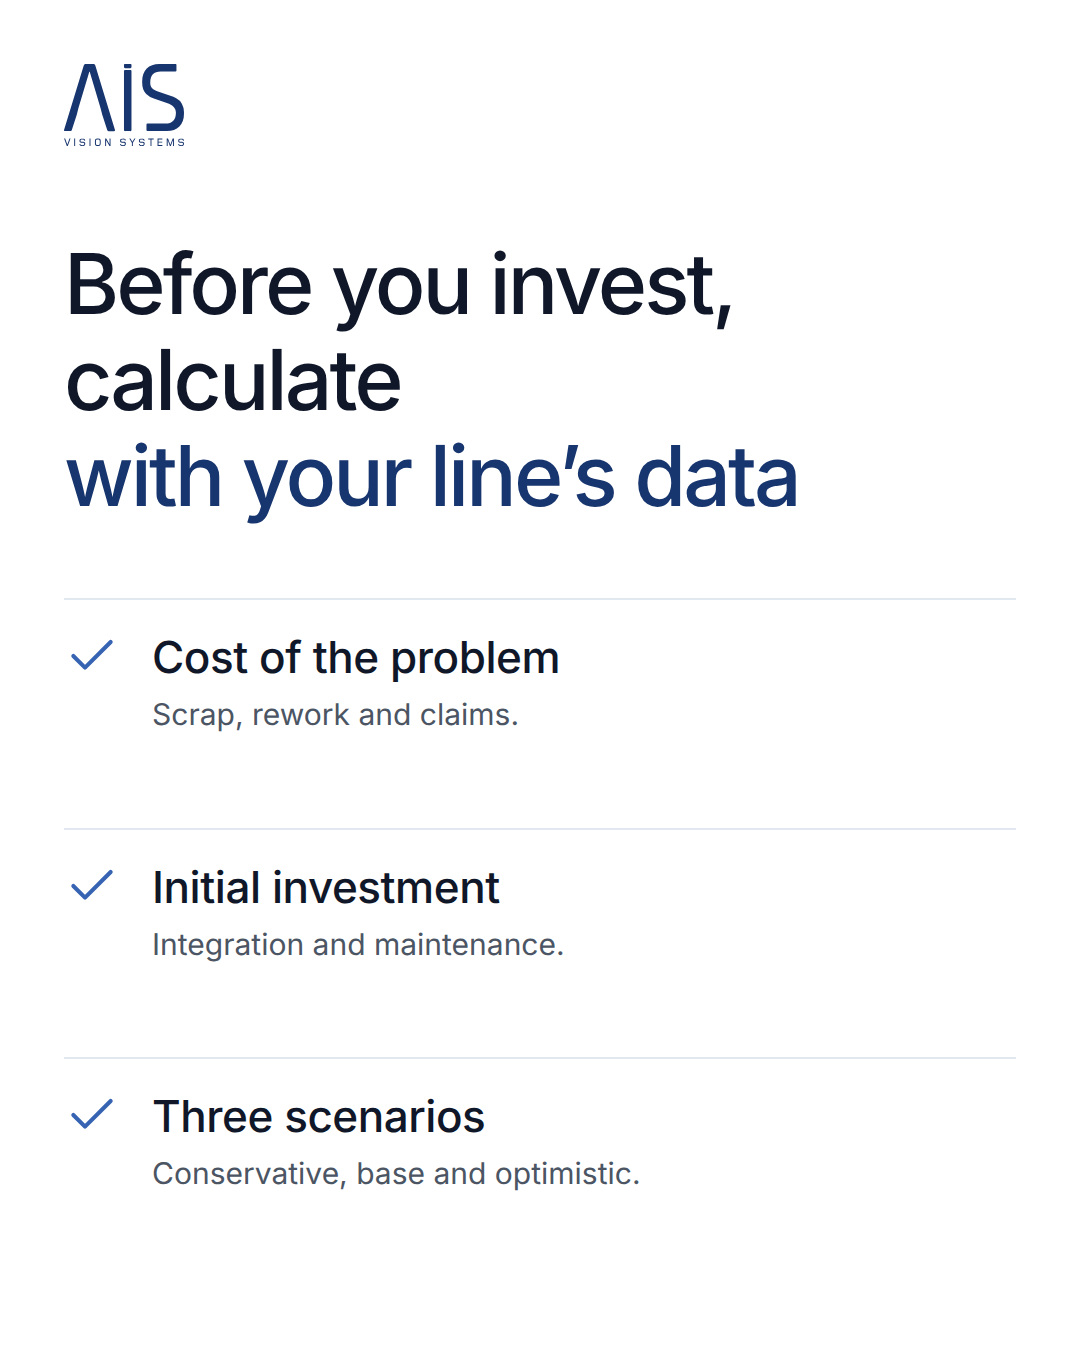 AiS
VISION SYSTEMS
Before you invest,
calculate
with your line’s data
Cost of the problem
Scrap, rework and claims.
Initial investment
Integration and maintenance.
Three scenarios
Conservative, base and optimistic.